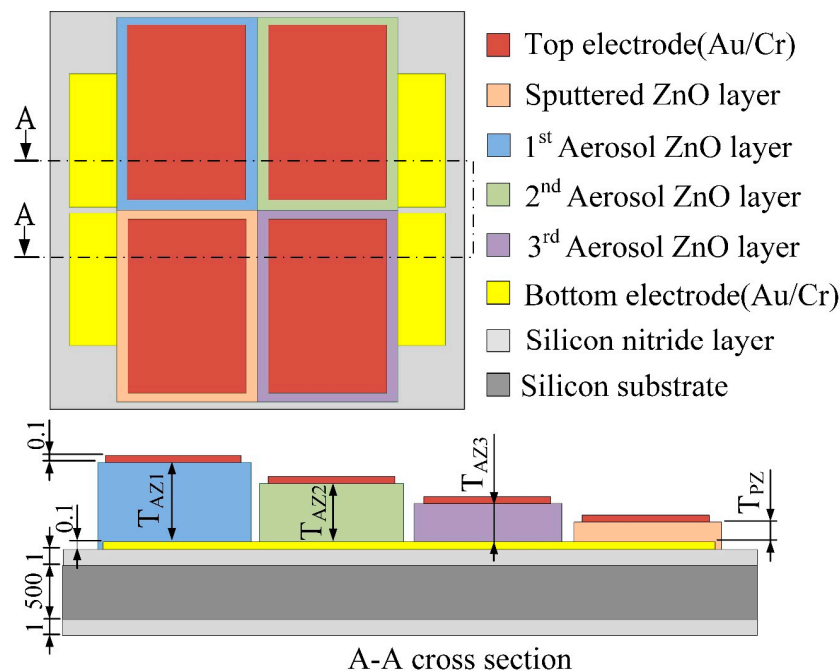 A
A
Top electrode(Au/Cr)
Sputtered ZnO layer
1st Aerosol ZnO layer
2nd Aerosol ZnO layer
3rd Aerosol ZnO layer
Bottom electrode(Au/Cr)
Silicon nitride layer
Silicon substrate
0.1
0.1
1
500
1
TAZ1
TAZ2
TAZ3
TPZ
A-A cross section